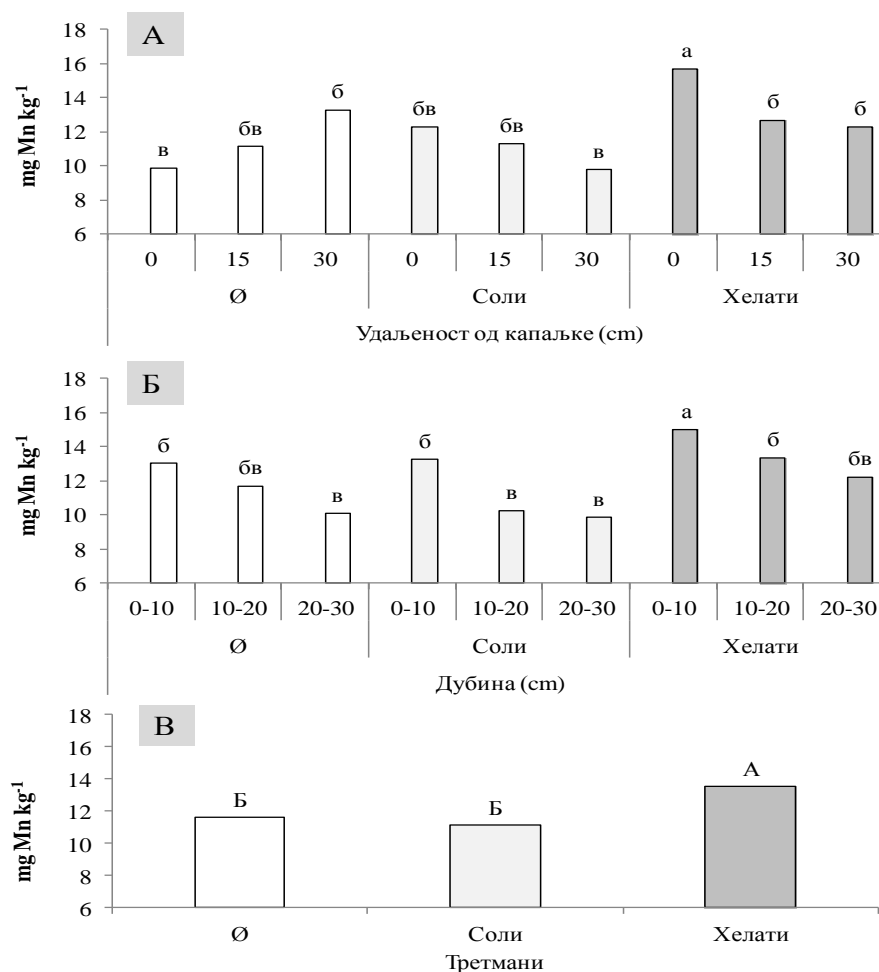 А
18
16
14
12
10
8
6
mg Mn kg-1
в
бв
б
бв
бв
в
а
б
б
0 15 30 0 15 30 0 15 30
Ø Соли Хелати
Удаљеност од капаљке (cm)
Б
18
16
14
12
10
8
6
mg Mn kg-1
б
бв
в
б
в
в
а
б
бв
0-10 10-20 20-30 0-10 10-20 20-30 0-10 10-20 20-30
Ø Соли Хелати
Дубина (cm)
В
18
16
14
12
10
8
6
mg Mn kg-1
Б
Б
А
Ø Соли Хелати
Третмани